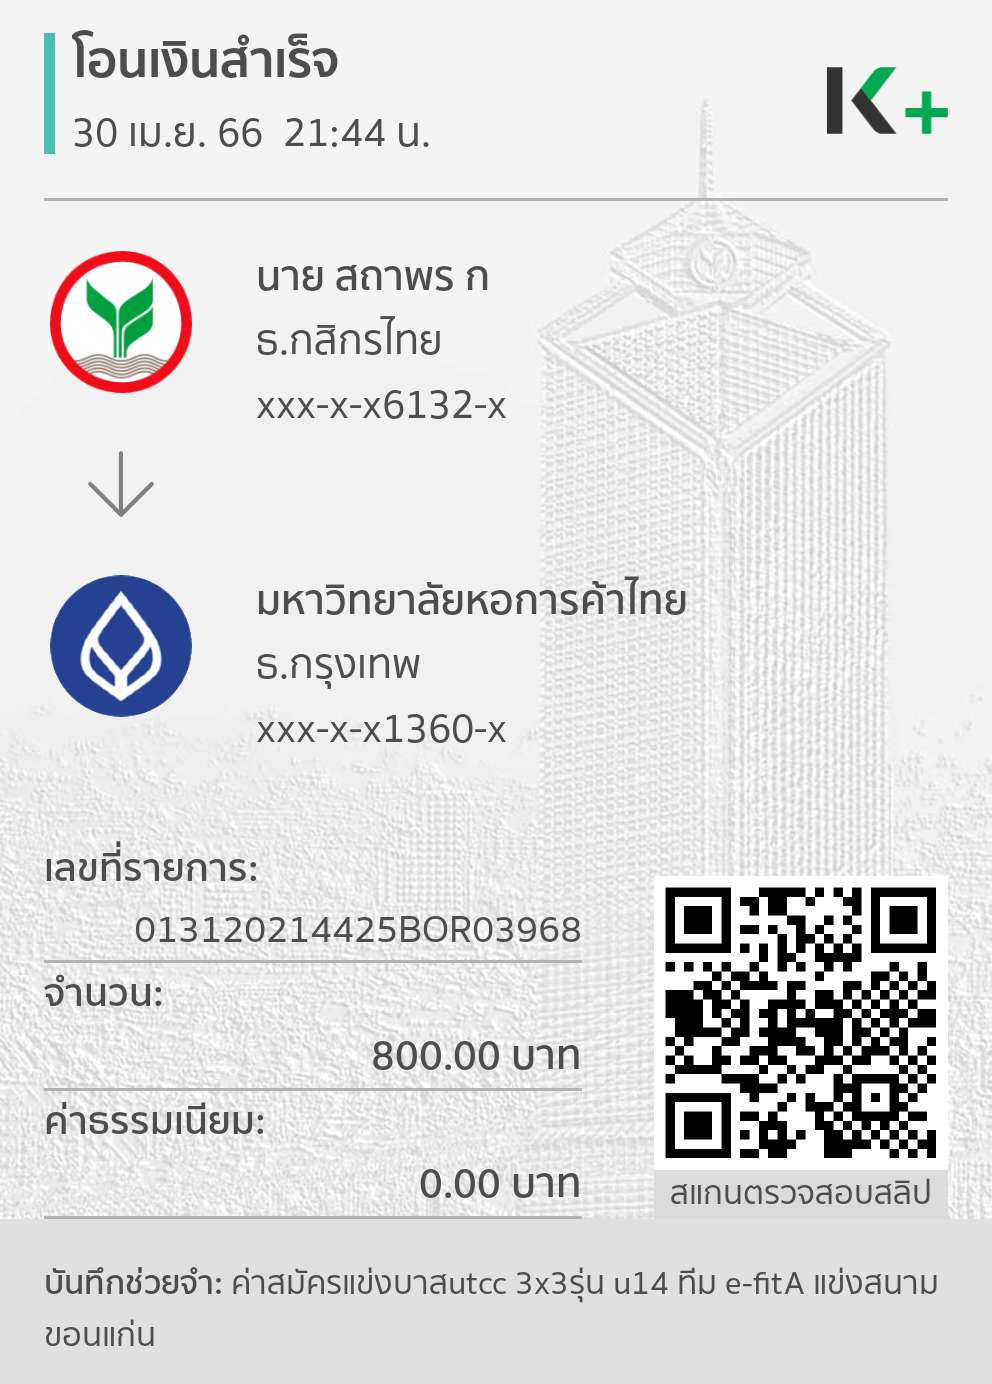 โอนเงินสำเร็จ
30 เม.ย. 66  21:44 น.
K+
นาย สถาพร ก
ธ.กสิกรไทย
xxx-x-x6132-x
มหาวิทยาลัยหอการค้าไทย
ธ.กรุงเทพ
xxx-x-x1360-x
เลขที่รายการ:
013120214425BOR03968
จำนวน:
800.00 บาท
ค่าธรรมเนียม:
0.00 บาท
สแกนตรวจสอบสลิป
บันทึกช่วยจำ: ค่าสมัครแข่งบาสutcc 3x3รุ่น u14 ทีม e-fitA แข่งสนาม
ขอนแก่น